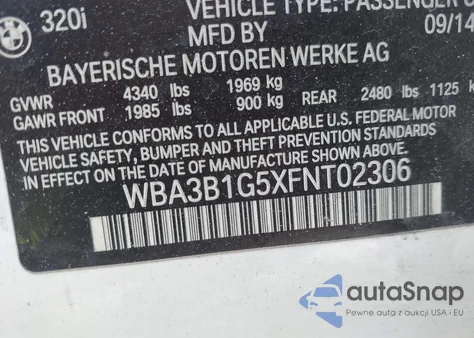 320i
VEHICLE TYPE: PASSENGER
MFD BY
09/14
BAYERISCHE MOTOREN WERKE AG
GVWR 4340 lbs 1969 kg
GAWR FRONT 1985 lbs 900 kg REAR 2480 lbs 1125 k
THIS VEHICLE CONFORMS TO ALL APPLICABLE U.S. FEDERAL MOTOR
VEHICLE SAFETY, BUMPER AND THEFT PREVENTION STANDARDS
IN EFFECT ON THE DATE OF MANUFACTURE SHOWN ABOVE.
WBA3B1G5XFNT02306
autoSnap
Pewne auta z aukcji USA - EU